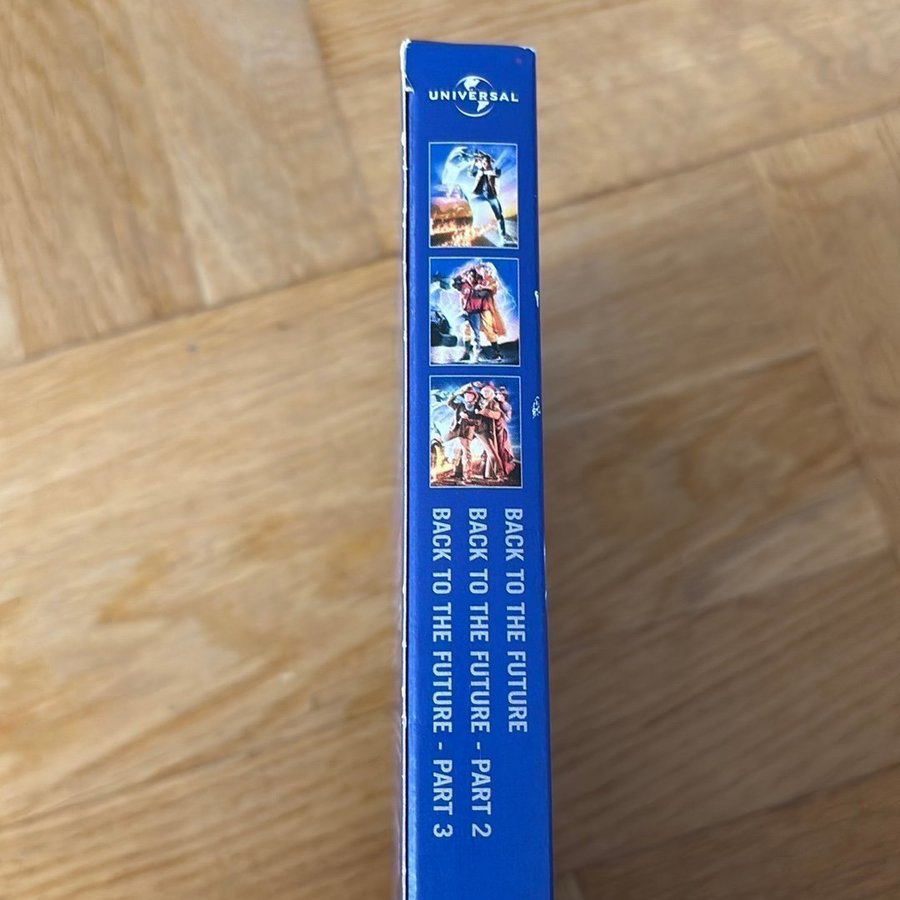 UNIVERSAL
BACK TO THE FUTURE
BACK TO THE FUTURE - PART 2
BACK TO THE FUTURE - PART 3